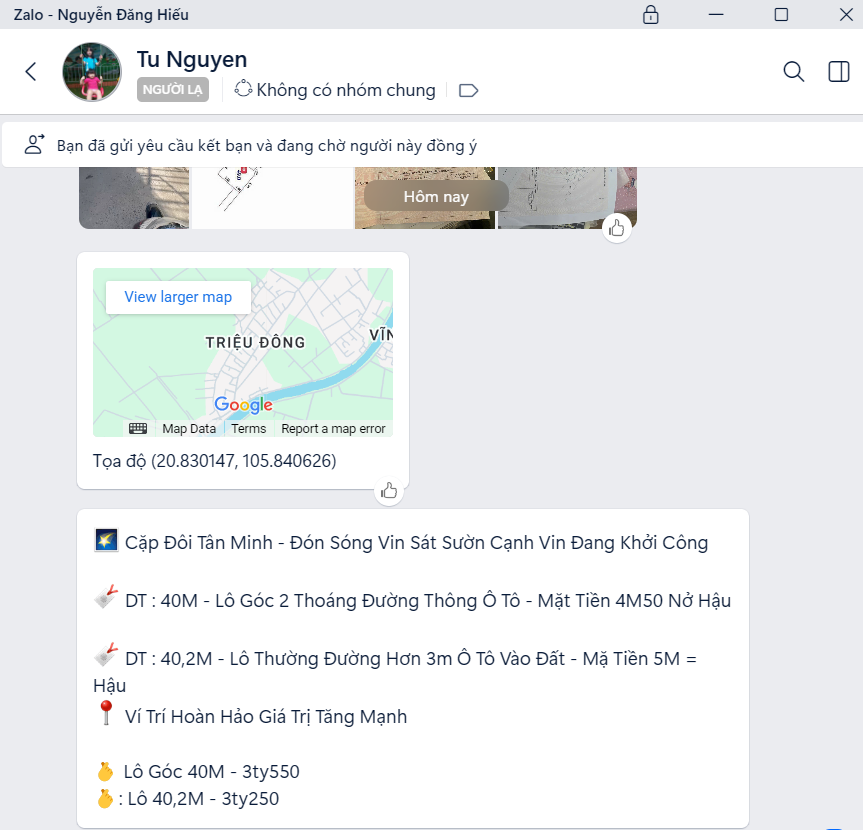 Zalo - Nguyễn Đăng Hiếu
Tu Nguyen
NGƯỜI LẠ
Không có nhóm chung
Bạn đã gửi yêu cầu kết bạn và đang chờ người này đồng ý
Hôm nay
View larger map
TRIỆU ĐÔNG
VĨN
Google
Map Data Terms Report a map error
Tọa độ (20.830147, 105.840626)
Cặp Đôi Tân Minh - Đón Sóng Vin Sát Sườn Cạnh Vin Đang Khởi Công
DT : 40M - Lô Góc 2 Thoáng Đường Thông Ô Tô - Mặt Tiền 4M50 Nở Hậu
DT : 40,2M - Lô Thường Đường Hơn 3m Ô Tô Vào Đất - Mặ Tiền 5M =
Hậu
Ví Trí Hoàn Hảo Giá Trị Tăng Mạnh
Lô Góc 40M - 3ty550
: Lô 40,2M - 3ty250